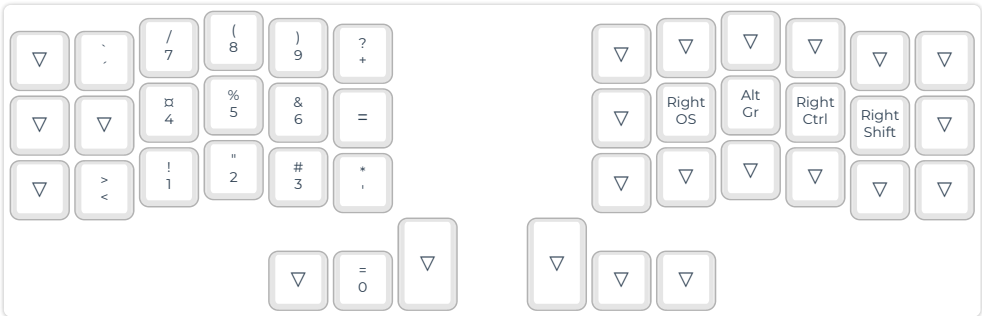 ` / ( ) ?
´ 7 8 9 +
¤ % & =
4 5 6
Right OS Alt Gr Right Ctrl Right Shift
> ! " # *
< 1 2 3 '
=
0